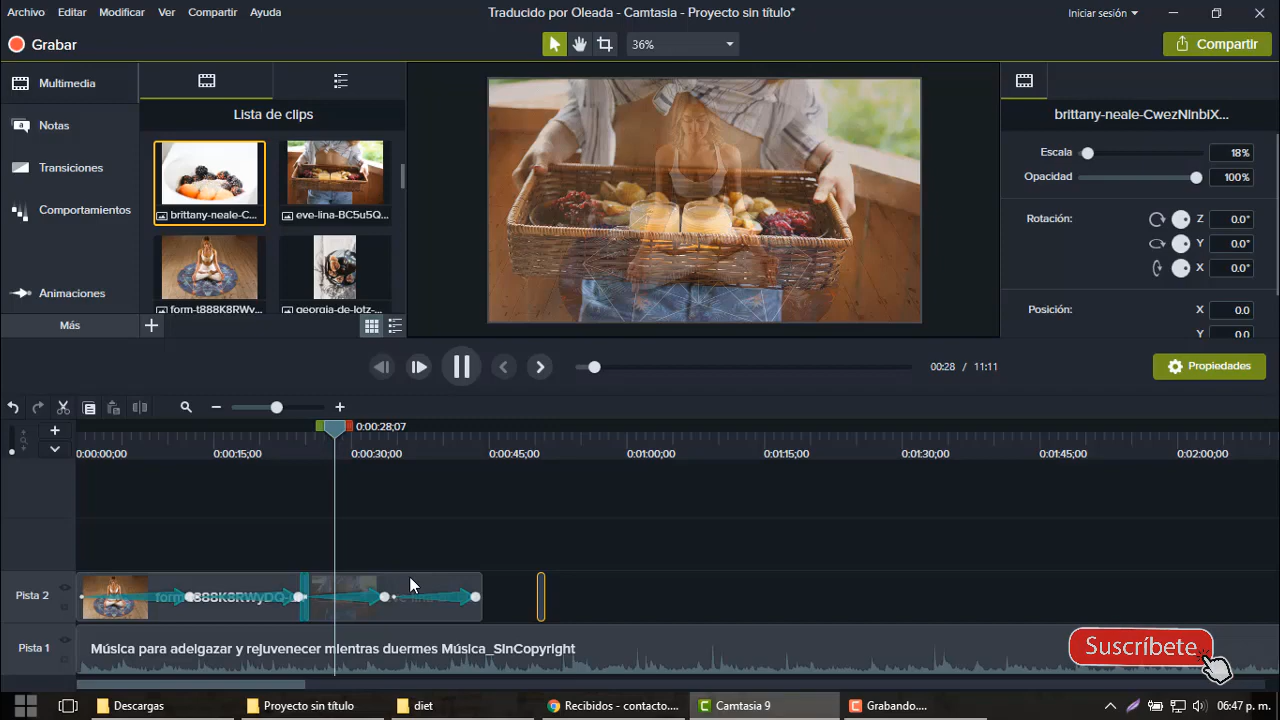 Archivo Editar Modificar Ver Compartir Ayuda
Traducido por Oleada - Camtasia - Proyecto sin título*
Iniciar sesión
Grabar
36%
Compartir
Multimedia
Notas
Transiciones
Comportamientos
Animaciones
Más
Lista de clips
brittany-neale-C...
eve-lina-BC5u5Q...
form-t888K8RWy...
georgia-de-lotz-...
brittany-neale-CwezNInbIX...
Escala 18%
Opacidad 100%
Rotación: Z 0.0°
Y 0.0°
X 0.0°
Posición: X 0.0
Y 0.0
00:28 / 11:11
Propiedades
0:00:28;07
0:00:00;00 0:00:15;00 0:00:30;00 0:00:45;00 0:01:00;00 0:01:15;00 0:01:30;00 0:01:45;00 0:02:00;00
Pista 2
form-t888K8RWyDQ-
Pista 1
Música para adelgazar y rejuvenecer mientras duermes Música_SinCopyright
Suscríbete
Descargas
Proyecto sin título
diet
Recibidos - contacto....
Camtasia 9
Grabando....
06:47 p. m.